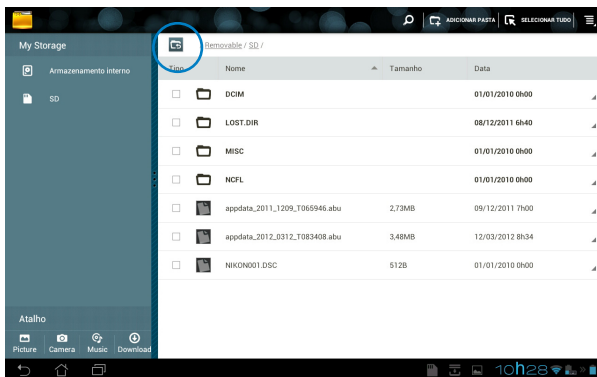 ADICIONAR PASTA SELECIONAR TUDO
My Storage
Removable / SD /
Armazenamento interno
SD
Tipo Nome Tamanho Data
DCIM 01/01/2010 0h00
LOST.DIR 08/12/2011 6h40
MISC 01/01/2010 0h00
NCFL 01/01/2010 0h00
appdata_2011_1209_T065946.abu 2,73MB 09/12/2011 7h00
appdata_2012_0312_T083408.abu 3,48MB 12/03/2012 8h34
NIKON001.DSC 512B 01/01/2010 0h00
Atalho
Picture Camera Music Download
10h28